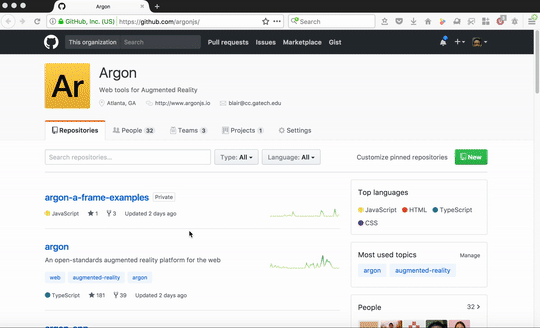 Argon
GitHub, Inc. (US) https://github.com/argonjs/
Search
This organization Search Pull requests Issues Marketplace Gist
Ar
Argon
Web tools for Augmented Reality
Atlanta, GA http://www.argonjs.io blair@cc.gatech.edu
Repositories People 32 Teams 3 Projects 1 Settings
Search repositories... Type: All Language: All Customize pinned repositories New
argon-a-frame-examples Private
JavaScript 1 3 Updated 2 days ago
argon
An open-standards augmented reality platform for the web
web augmented-reality argon
TypeScript 181 39 Updated 2 days ago
Top languages
JavaScript HTML TypeScript
CSS
Most used topics Manage
argon augmented-reality
People 32